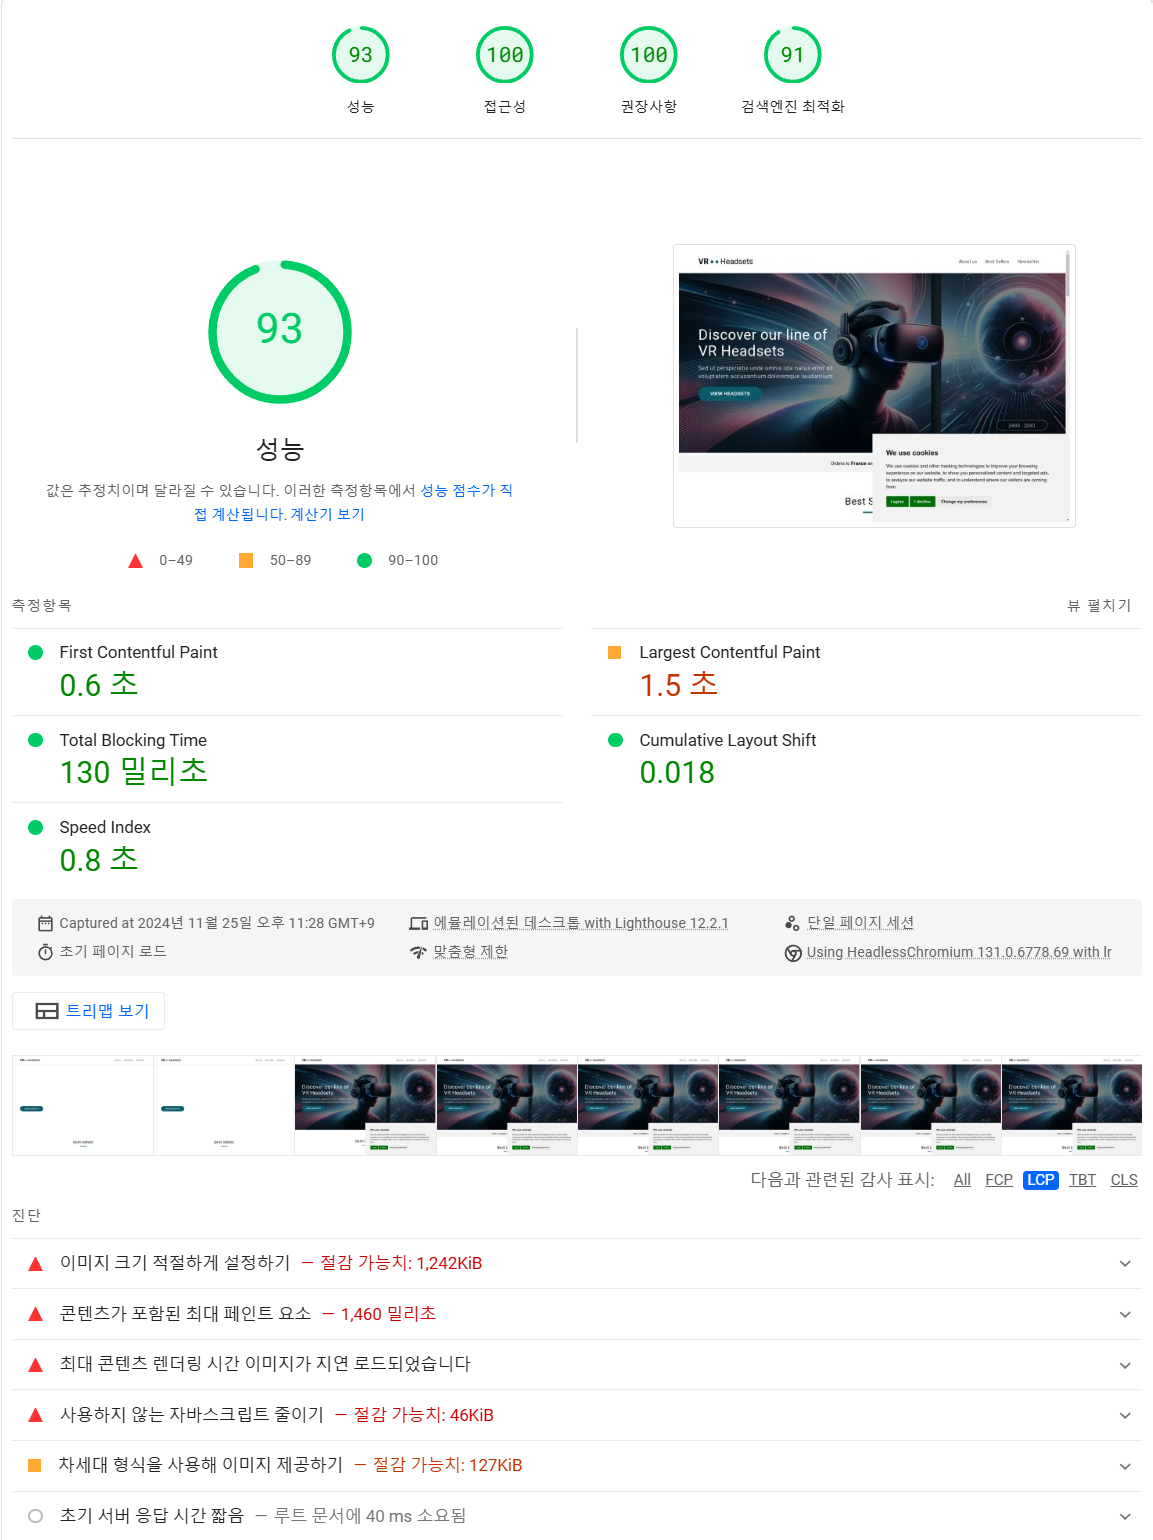 93
100
100
91
성능
접근성
권장사항
검색엔진 최적화
93
성능
값은 추정치이며 달라질 수 있습니다. 이러한 측정항목에서 성능 점수가 직
접 계산됩니다. 계산기 보기
0–49
50–89
90–100
VR Headsets
About us Best Sellers Newsletter
Discover our line of
VR Headsets
Sed ut perspiciatis unde omnis iste natus error sit
voluptatem accusantium doloremque laudantium.
VIEW HEADSETS
We use cookies
We use cookies and other tracking technologies to improve your browsing
experience on our website, to show you personalized content and targeted ads,
to analyze our website traffic, and to understand where our visitors are coming
from.
I agree
I decline
Change my preferences
Orders to France an
Best S
측정항목
뷰 펼치기
First Contentful Paint
0.6 초
Largest Contentful Paint
1.5 초
Total Blocking Time
130 밀리초
Cumulative Layout Shift
0.018
Speed Index
0.8 초
Captured at 2024년 11월 25일 오후 11:28 GMT+9
에뮬레이션된 데스크톱 with Lighthouse 12.2.1
단일 페이지 세션
초기 페이지 로드
맞춤형 제한
Using HeadlessChromium 131.0.6778.69 with lr
트리맵 보기
다음과 관련된 감사 표시: All FCP LCP TBT CLS
진단
이미지 크기 적절하게 설정하기 — 절감 가능치: 1,242KiB
콘텐츠가 포함된 최대 페인트 요소 — 1,460 밀리초
최대 콘텐츠 렌더링 시간 이미지가 지연 로드되었습니다
사용하지 않는 자바스크립트 줄이기 — 절감 가능치: 46KiB
차세대 형식을 사용해 이미지 제공하기 — 절감 가능치: 127KiB
초기 서버 응답 시간 짧음 — 루트 문서에 40 ms 소요됨